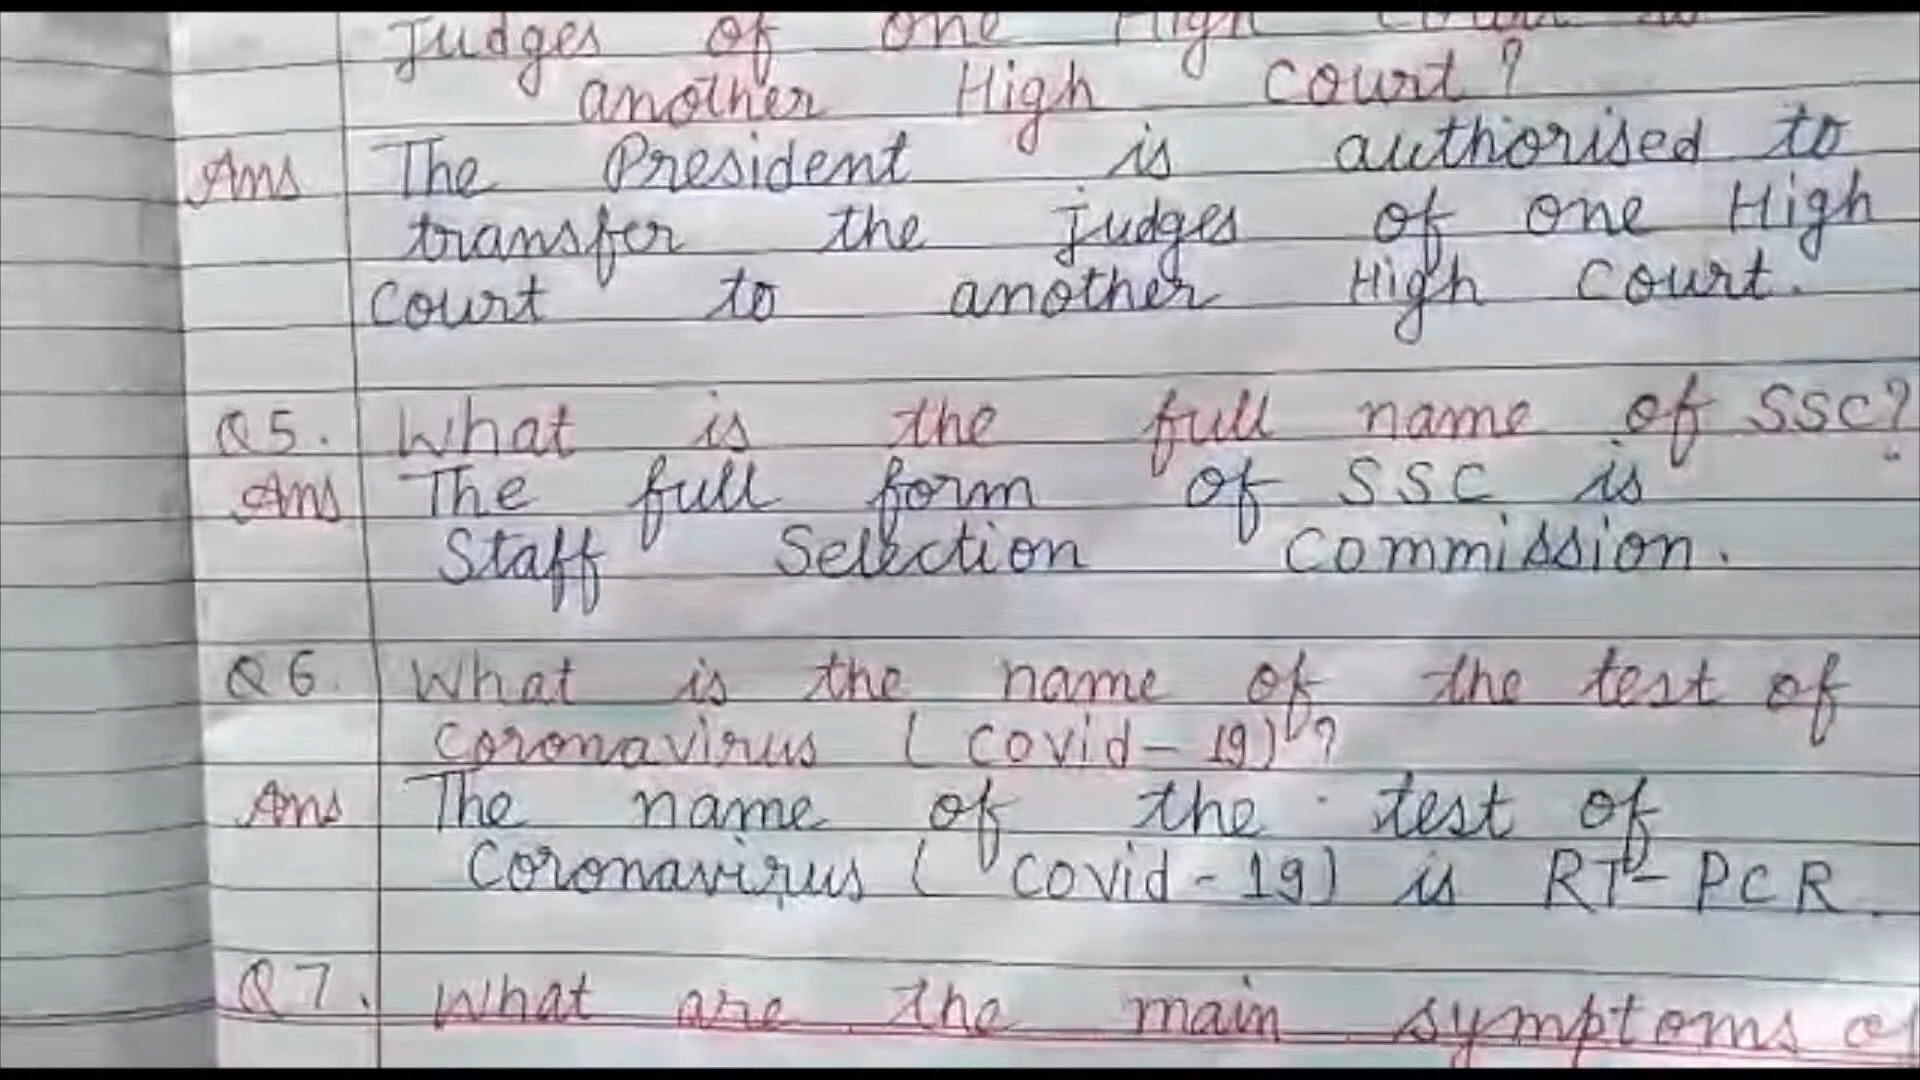 Judges of one High Court to
another High Court?
Ans The President is authorised to
transfer the judges of one High
Court to another High Court.
Q5. What is the full name of SSC?
Ans The full form of SSC is
Staff Selection Commission.
Q6. What is the name of the test of
Coronavirus (Covid-19)?
Ans The name of the test of
Coronavirus (Covid-19) is RT-PCR.
Q7. What are the main symptoms of